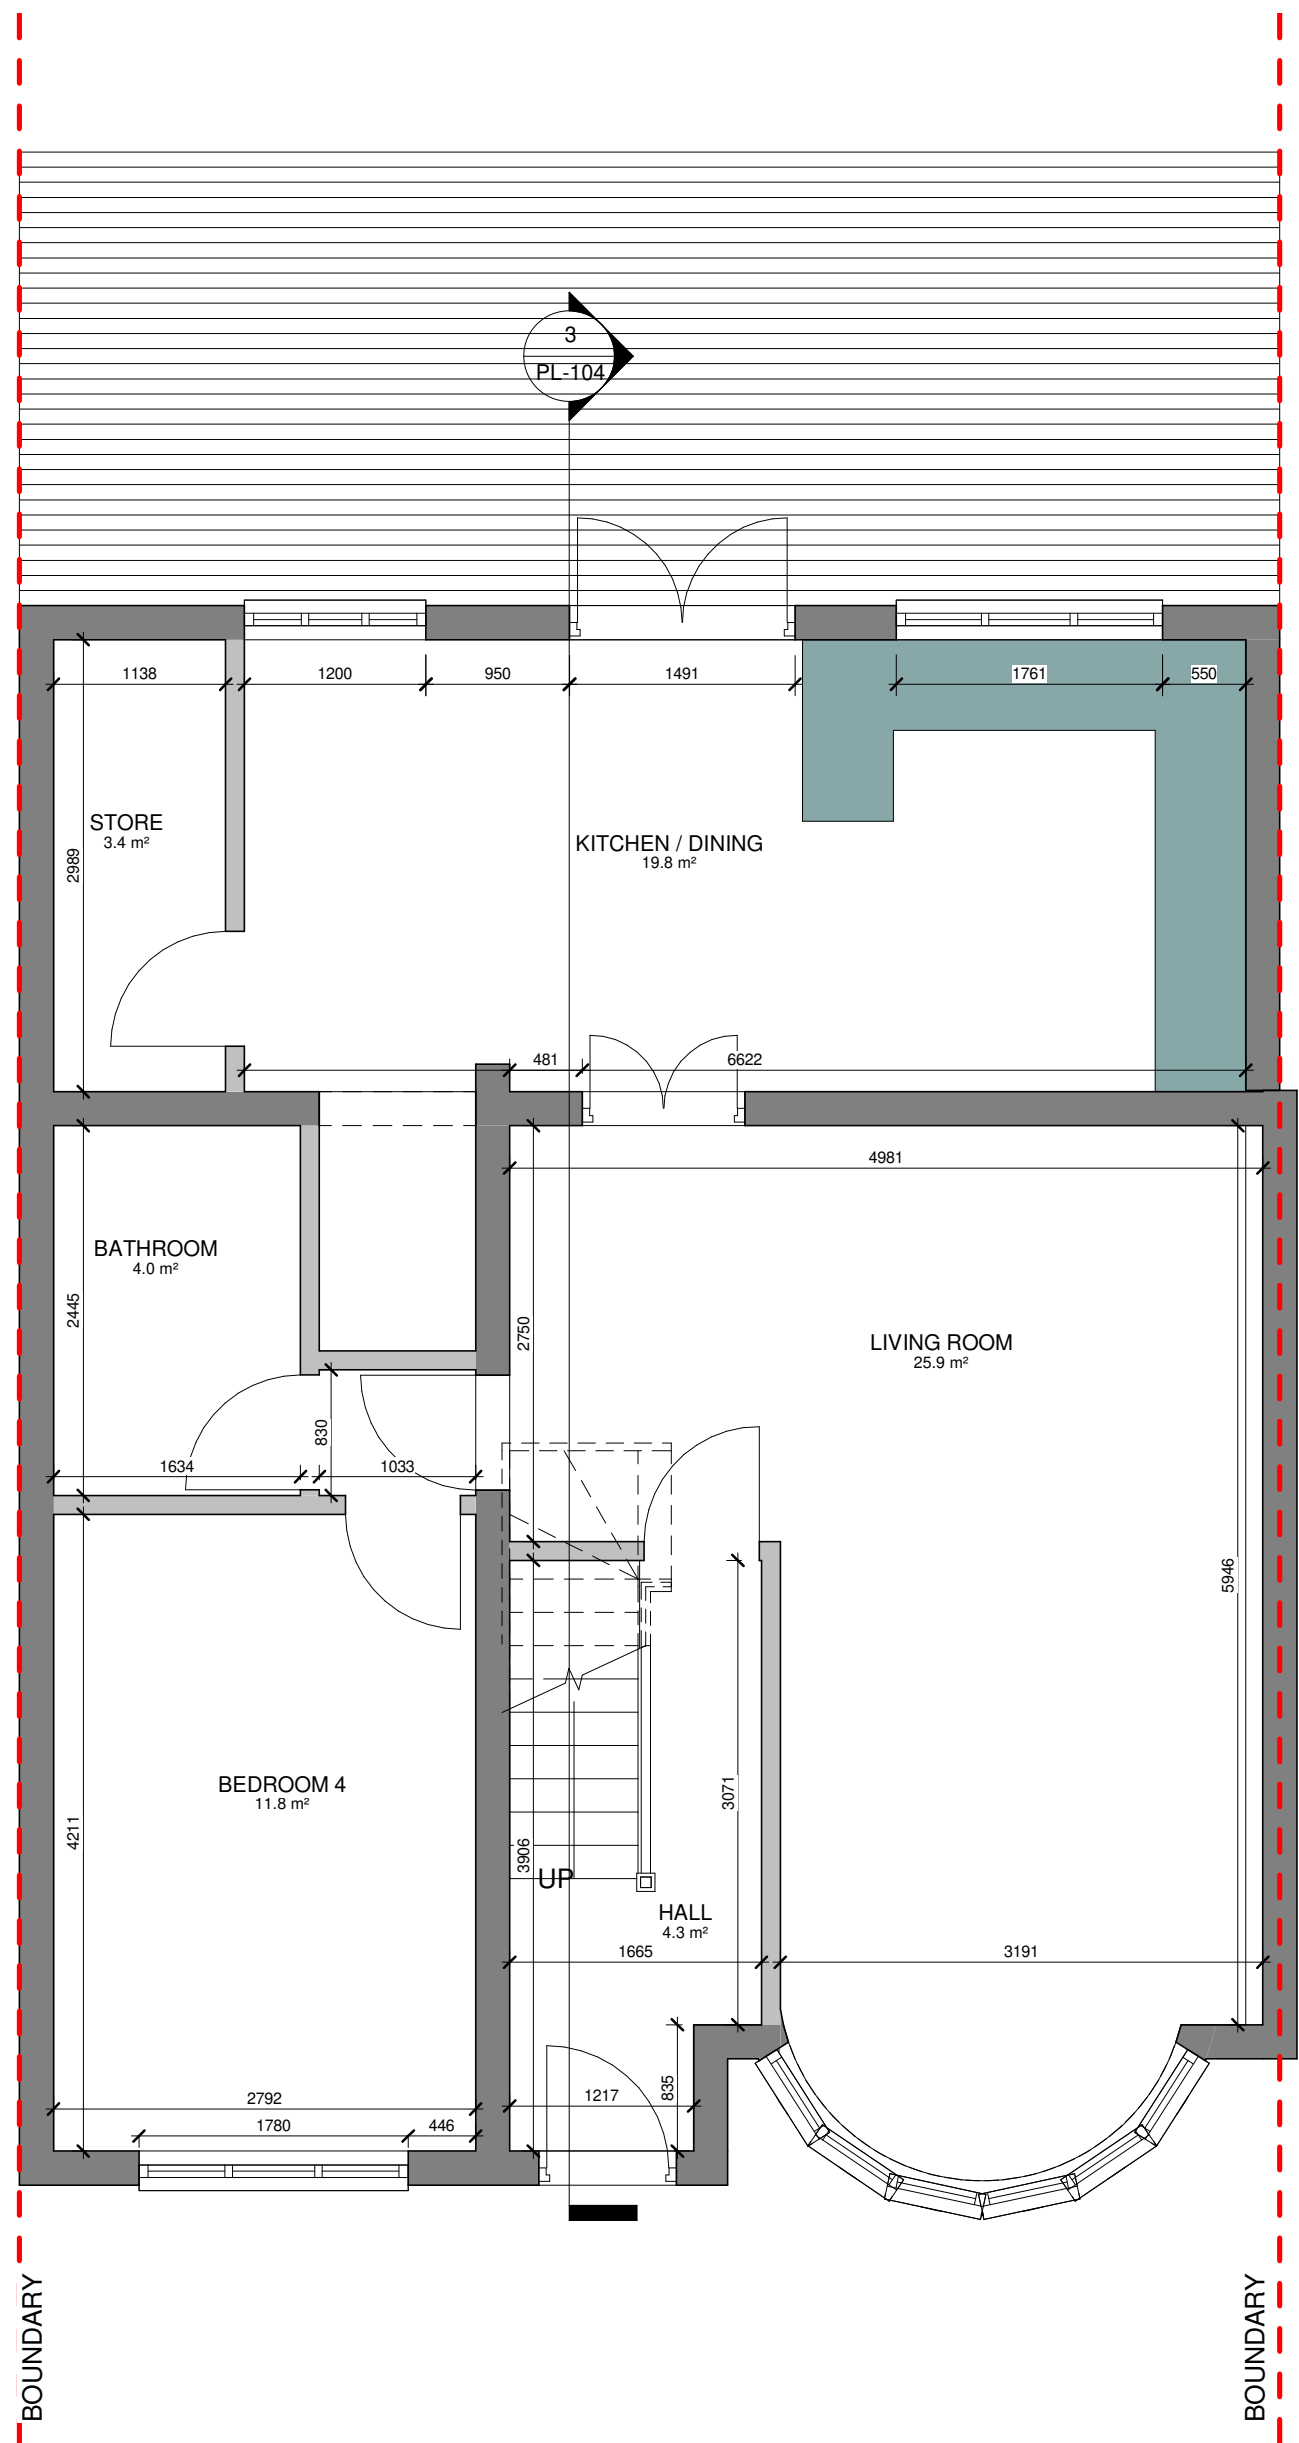 3
PL-104
1138
1200
950
1491
1761
550
STORE
3.4 m²
KITCHEN / DINING
19.8 m²
2989
481
6622
4981
BATHROOM
4.0 m²
2445
2750
LIVING ROOM
25.9 m²
830
1634
1033
5946
BEDROOM 4
11.8 m²
3071
4211
3906
UP
HALL
4.3 m²
1665
3191
835
2792
1217
1780
446
BOUNDARY
BOUNDARY